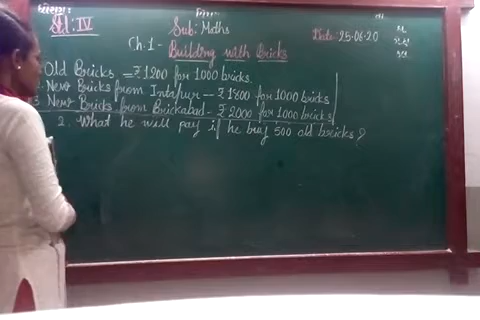 Std: IV
Sub: Maths
Date: 25.06.20
Ch.1- Building with Bricks
Old Bricks = ₹ 1200 for 1000 bricks.
New Bricks from Intapur - ₹ 1800 for 1000 bricks
3 New Bricks from Brickabad - ₹ 2000 for 1000 bricks
2. What he will pay if he buy 500 old bricks?